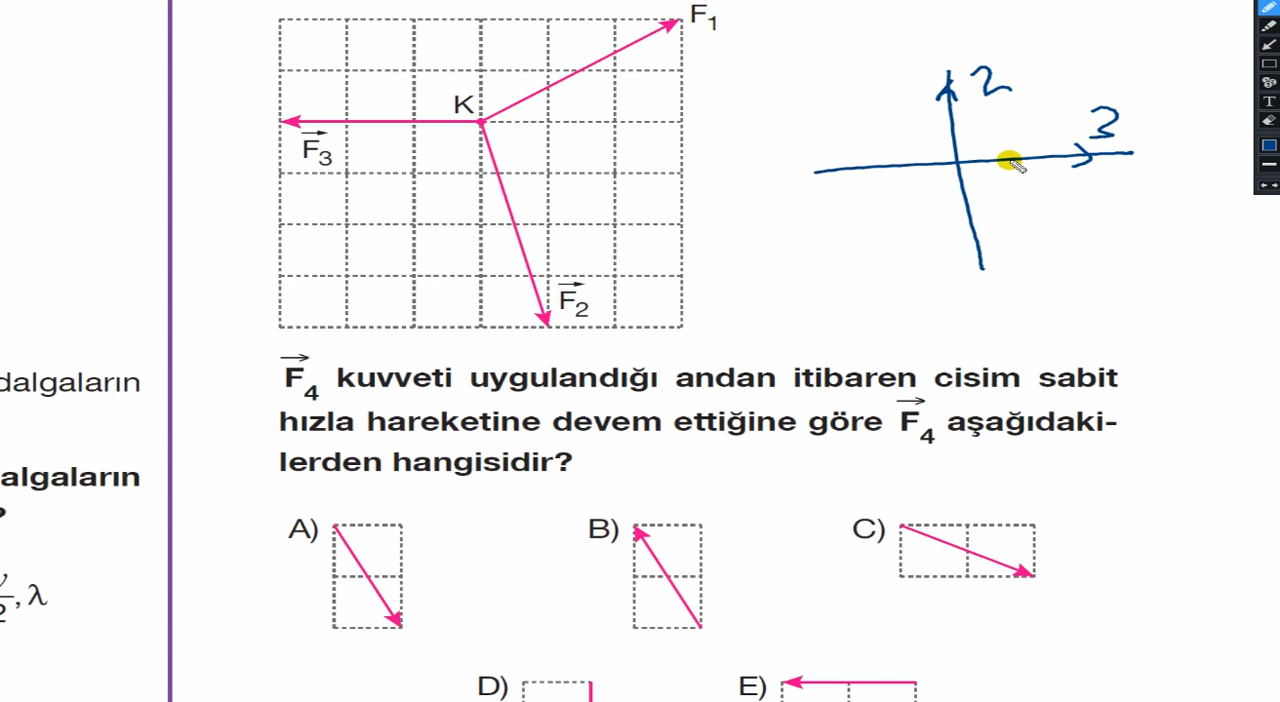 F1
2
3
K
F3
F2
F4 kuvveti uygulandığı andan itibaren cisim sabit
hızla hareketine devem ettiğine göre F4 aşağıdaki-
lerden hangisidir?
dalgaların
algaların
?
2, λ
A)
B)
C)
D)
E)
T